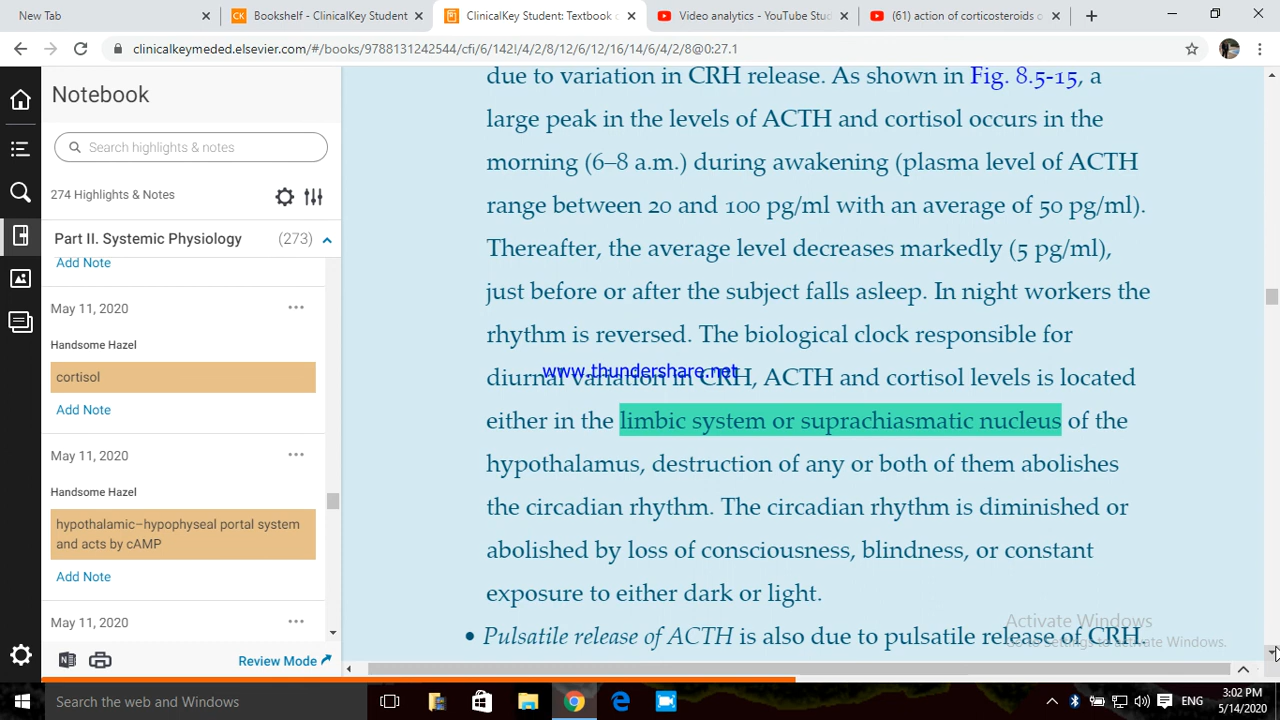 New Tab
Bookshelf - ClinicalKey Student
ClinicalKey Student: Textbook
Video analytics - YouTube Stud
(61) action of corticosteroids o
clinicalkeymeded.elsevier.com/#/books/9788131242544/cfi/6/142!/4/2/8/12/6/12/16/14/6/4/2/8@0:27.1
Notebook
Search highlights & notes
274 Highlights & Notes
Part II. Systemic Physiology (273)
Add Note
May 11, 2020
Handsome Hazel
cortisol
Add Note
May 11, 2020
Handsome Hazel
hypothalamic–hypophyseal portal system
and acts by cAMP
Add Note
May 11, 2020
Review Mode
due to variation in CRH release. As shown in Fig. 8.5-15, a
large peak in the levels of ACTH and cortisol occurs in the
morning (6–8 a.m.) during awakening (plasma level of ACTH
range between 20 and 100 pg/ml with an average of 50 pg/ml).
Thereafter, the average level decreases markedly (5 pg/ml),
just before or after the subject falls asleep. In night workers the
rhythm is reversed. The biological clock responsible for
www.thundershare.net
diurnal variation in CRH, ACTH and cortisol levels is located
either in the limbic system or suprachiasmatic nucleus of the
hypothalamus, destruction of any or both of them abolishes
the circadian rhythm. The circadian rhythm is diminished or
abolished by loss of consciousness, blindness, or constant
exposure to either dark or light.
• Pulsatile release of ACTH is also due to pulsatile release of CRH.
Activate Windows
Go to Settings to activate Windows.
Search the web and Windows
ENG
3:02 PM
5/14/2020